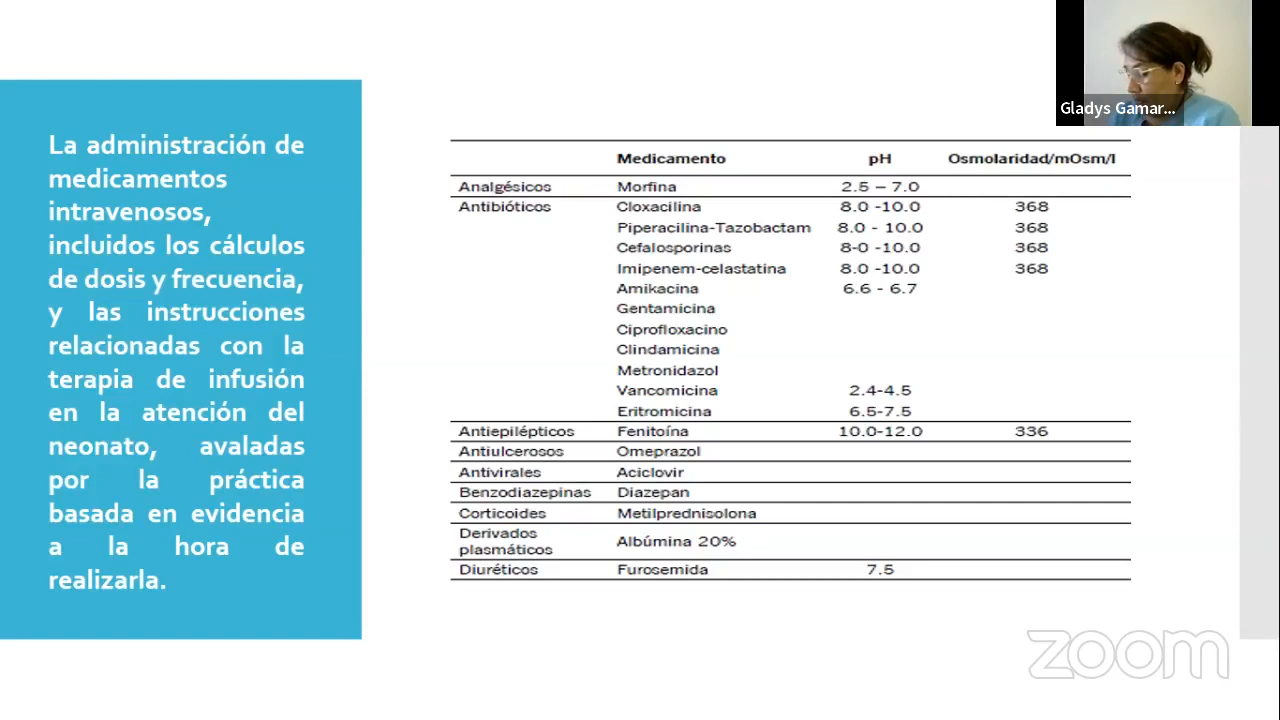 Gladys Gamar...
La administración de
medicamentos
intravenosos,
incluidos los cálculos
de dosis y frecuencia,
y las instrucciones
relacionadas con la
terapia de infusión
en la atención del
neonato, avaladas
por la práctica
basada en evidencia
a la hora de
realizarla.
Medicamento pH Osmolaridad/mOsm/l
Analgésicos Morfina 2.5 – 7.0
Antibióticos Cloxacilina 8.0 -10.0 368
Piperacilina-Tazobactam 8.0 - 10.0 368
Cefalosporinas 8-0 -10.0 368
Imipenem-celastatina 8.0 -10.0 368
Amikacina 6.6 - 6.7
Gentamicina
Ciprofloxacino
Clindamicina
Metronidazol
Vancomicina 2.4-4.5
Eritromicina 6.5-7.5
Antiepilépticos Fenitoína 10.0-12.0 336
Antiulcerosos Omeprazol
Antivirales Aciclovir
Benzodiazepinas Diazepan
Corticoides Metilprednisolona
Derivados
plasmáticos Albúmina 20%
Diuréticos Furosemida 7.5
zoom